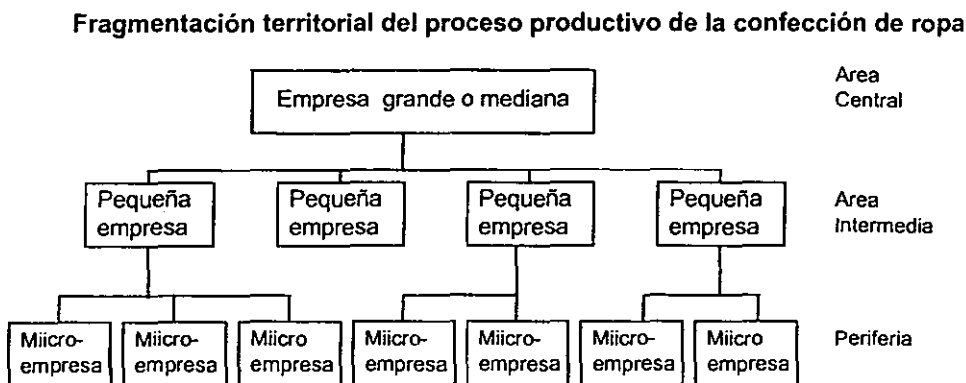 Fragmentación territorial del proceso productivo de la confección de ropa
Empresa grande o mediana
Area
Central
Pequeña
empresa
Pequeña
empresa
Pequeña
empresa
Pequeña
empresa
Area
Intermedia
Miicro-
empresa
Miicro-
empresa
Miicro
empresa
Miicro-
empresa
Miicro-
empresa
Miicro-
empresa
Miicro
empresa
Periferia